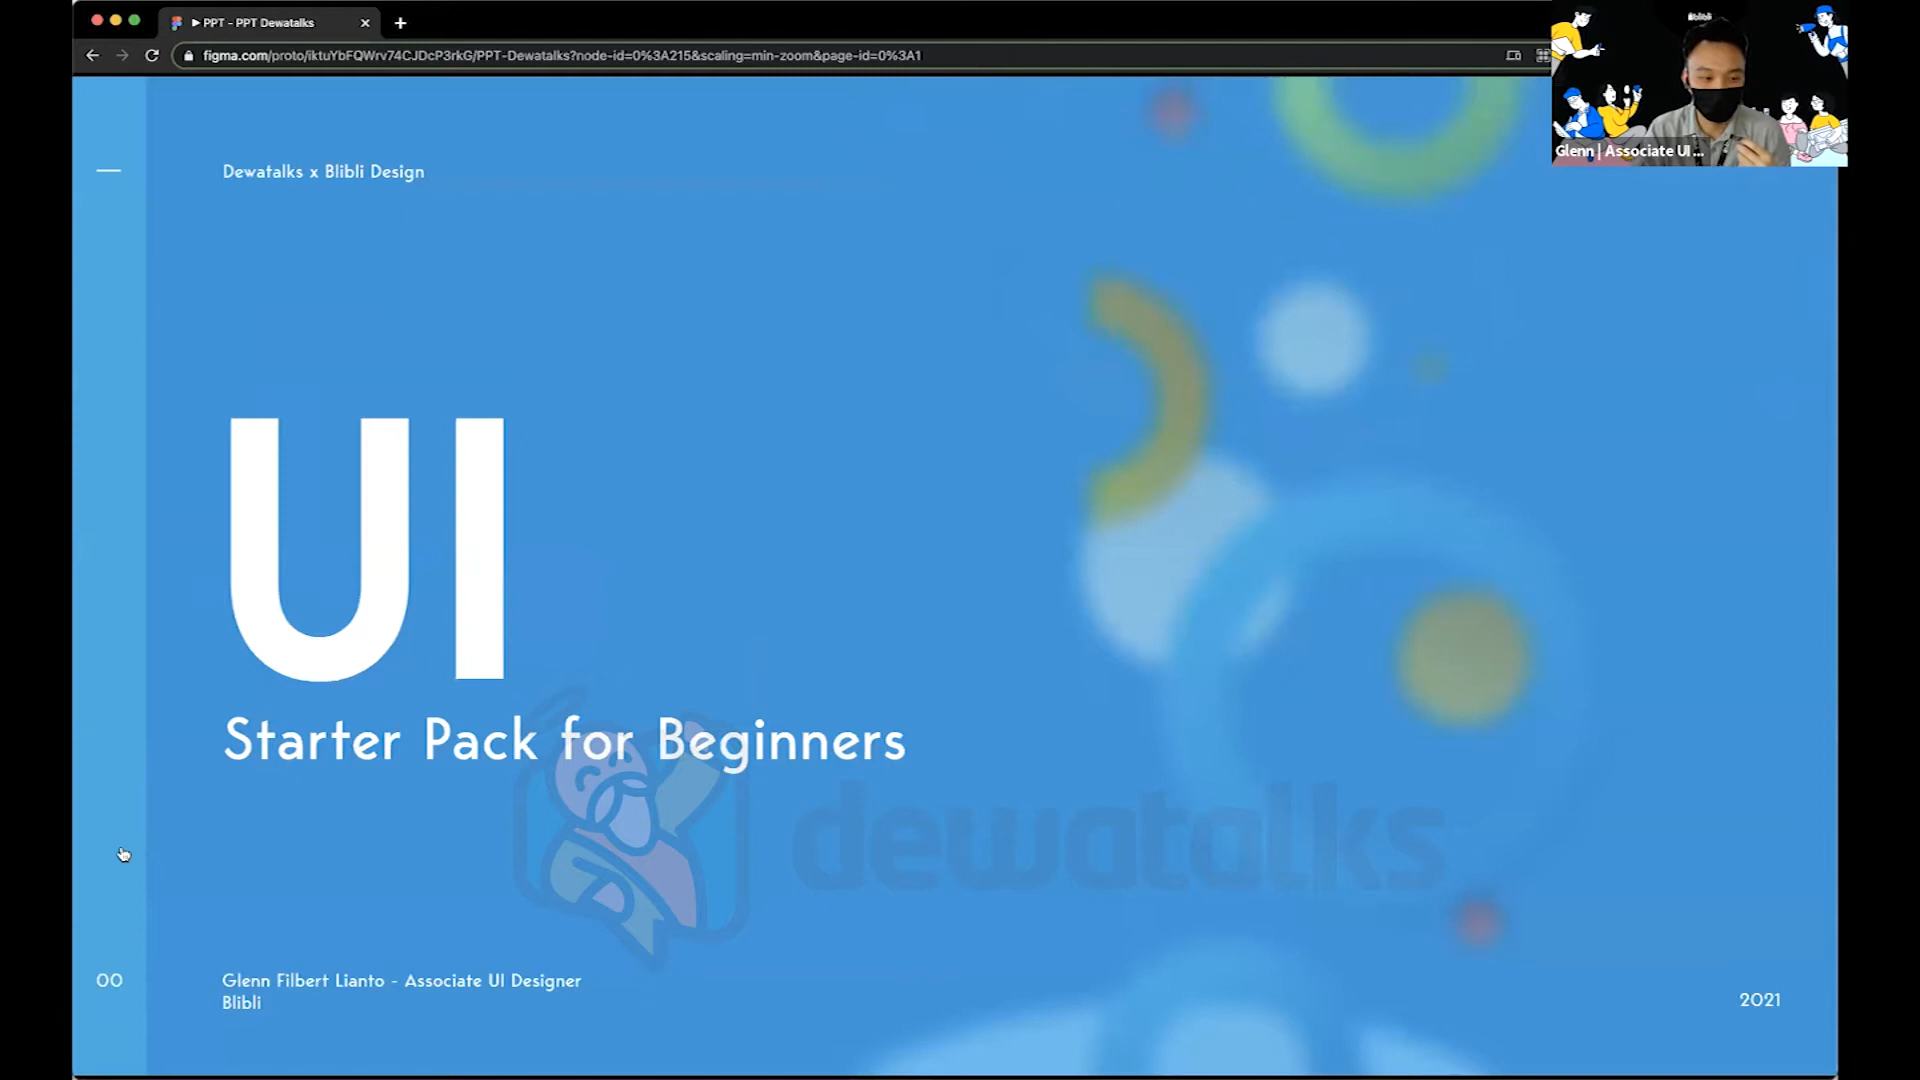 PPT - PPT Dewatalks
figma.com/proto/iktuYbFQWrv74CJDcP3rkG/PPT-Dewatalks?node-id=0%3A215&scaling=min-zoom&page-id=0%3A1
Blibli
Glenn | Associate UI ...
Dewatalks x Blibli Design
UI
Starter Pack for Beginners
dewatalks
00
Glenn Filbert Lianto - Associate UI Designer
Blibli
2021